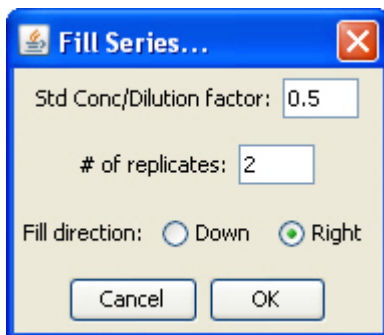 Fill Series...
Std Conc/Dilution factor: 0.5
# of replicates: 2
Fill direction: Down Right
Cancel OK